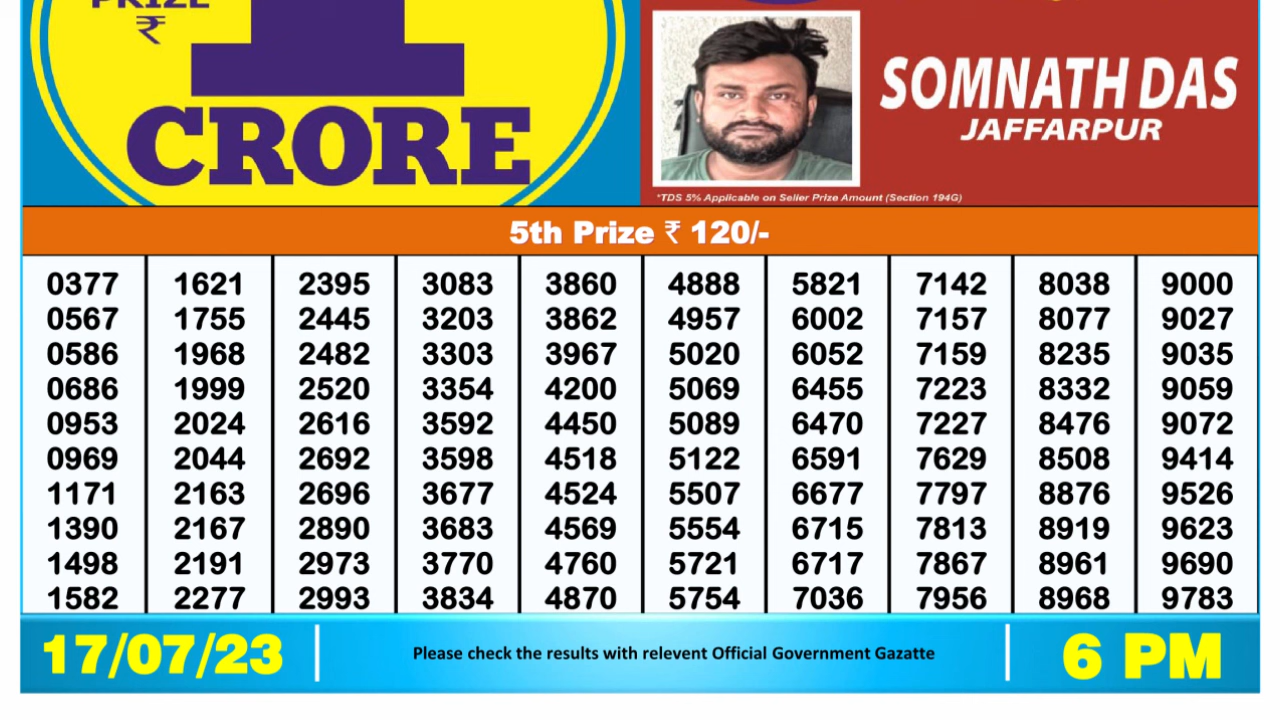 PRIZE
₹
1
CRORE
SOMNATH DAS
JAFFARPUR
*TDS 5% Applicable on Seller Prize Amount (Section 194G)
5th Prize ₹ 120/-
0377 1621 2395 3083 3860 4888 5821 7142 8038 9000
0567 1755 2445 3203 3862 4957 6002 7157 8077 9027
0586 1968 2482 3303 3967 5020 6052 7159 8235 9035
0686 1999 2520 3354 4200 5069 6455 7223 8332 9059
0953 2024 2616 3592 4450 5089 6470 7227 8476 9072
0969 2044 2692 3598 4518 5122 6591 7629 8508 9414
1171 2163 2696 3677 4524 5507 6677 7797 8876 9526
1390 2167 2890 3683 4569 5554 6715 7813 8919 9623
1498 2191 2973 3770 4760 5721 6717 7867 8961 9690
1582 2277 2993 3834 4870 5754 7036 7956 8968 9783
17/07/23
Please check the results with relevent Official Government Gazatte
6 PM